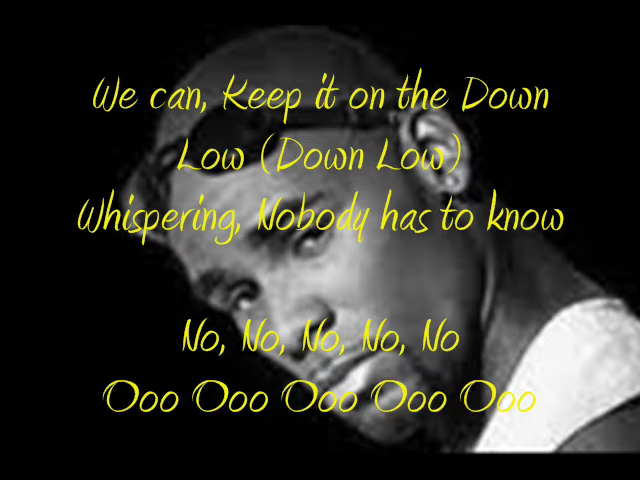 We can, Keep it on the Down
Low (Down Low)
Whispering, Nobody has to know
No, No, No, No, No
Ooo Ooo Ooo Ooo Ooo